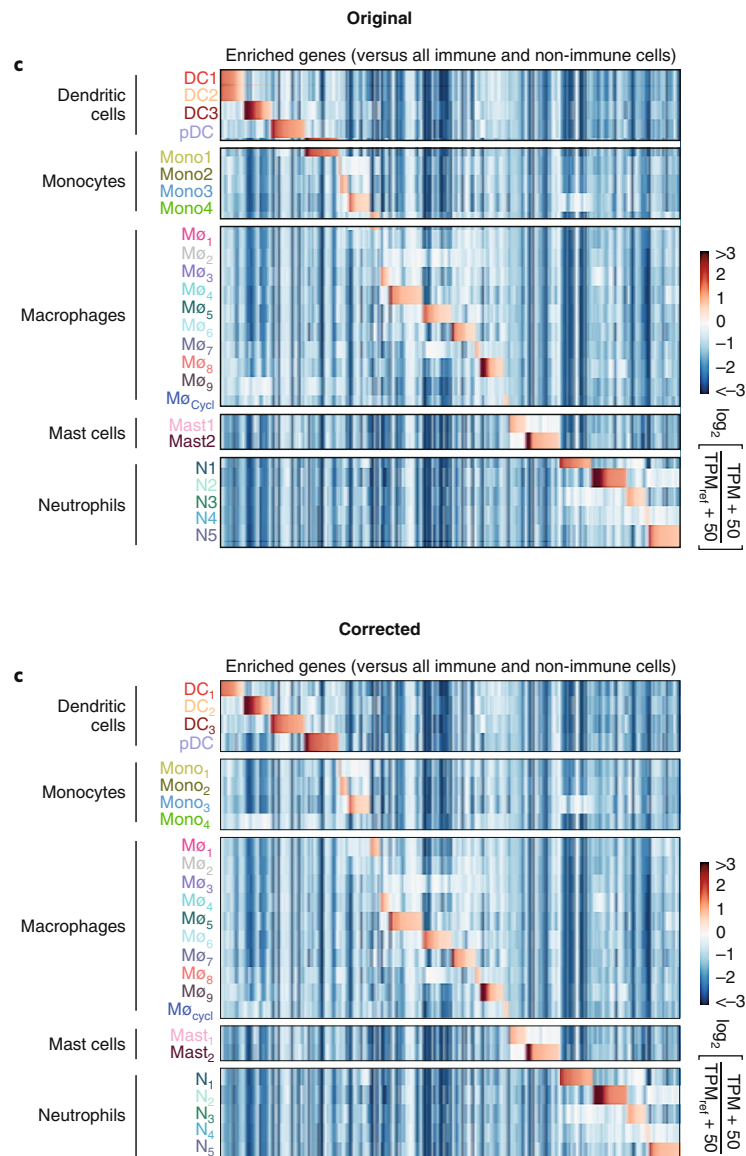 Original
c
Enriched genes (versus all immune and non-immune cells)
Dendritic
cells
DC1
DC2
DC3
pDC
Monocytes
Mono1
Mono2
Mono3
Mono4
Macrophages
Mø1
Mø2
Mø3
Mø4
Mø5
Mø6
Mø7
Mø8
Mø9
MøCycl
Mast cells
Mast1
Mast2
Neutrophils
N1
N2
N3
N4
N5
>3
2
1
0
−1
−2
<−3
log2 [ TPM + 50
TPMref + 50 ]
Corrected
c
Enriched genes (versus all immune and non-immune cells)
Dendritic
cells
DC1
DC2
DC3
pDC
Monocytes
Mono1
Mono2
Mono3
Mono4
Macrophages
Mø1
Mø2
Mø3
Mø4
Mø5
Mø6
Mø7
Mø8
Mø9
Møcycl
Mast cells
Mast1
Mast2
Neutrophils
N1
N2
N3
N4
N5
>3
2
1
0
−1
−2
<−3
log2 [ TPM + 50
TPMref + 50 ]